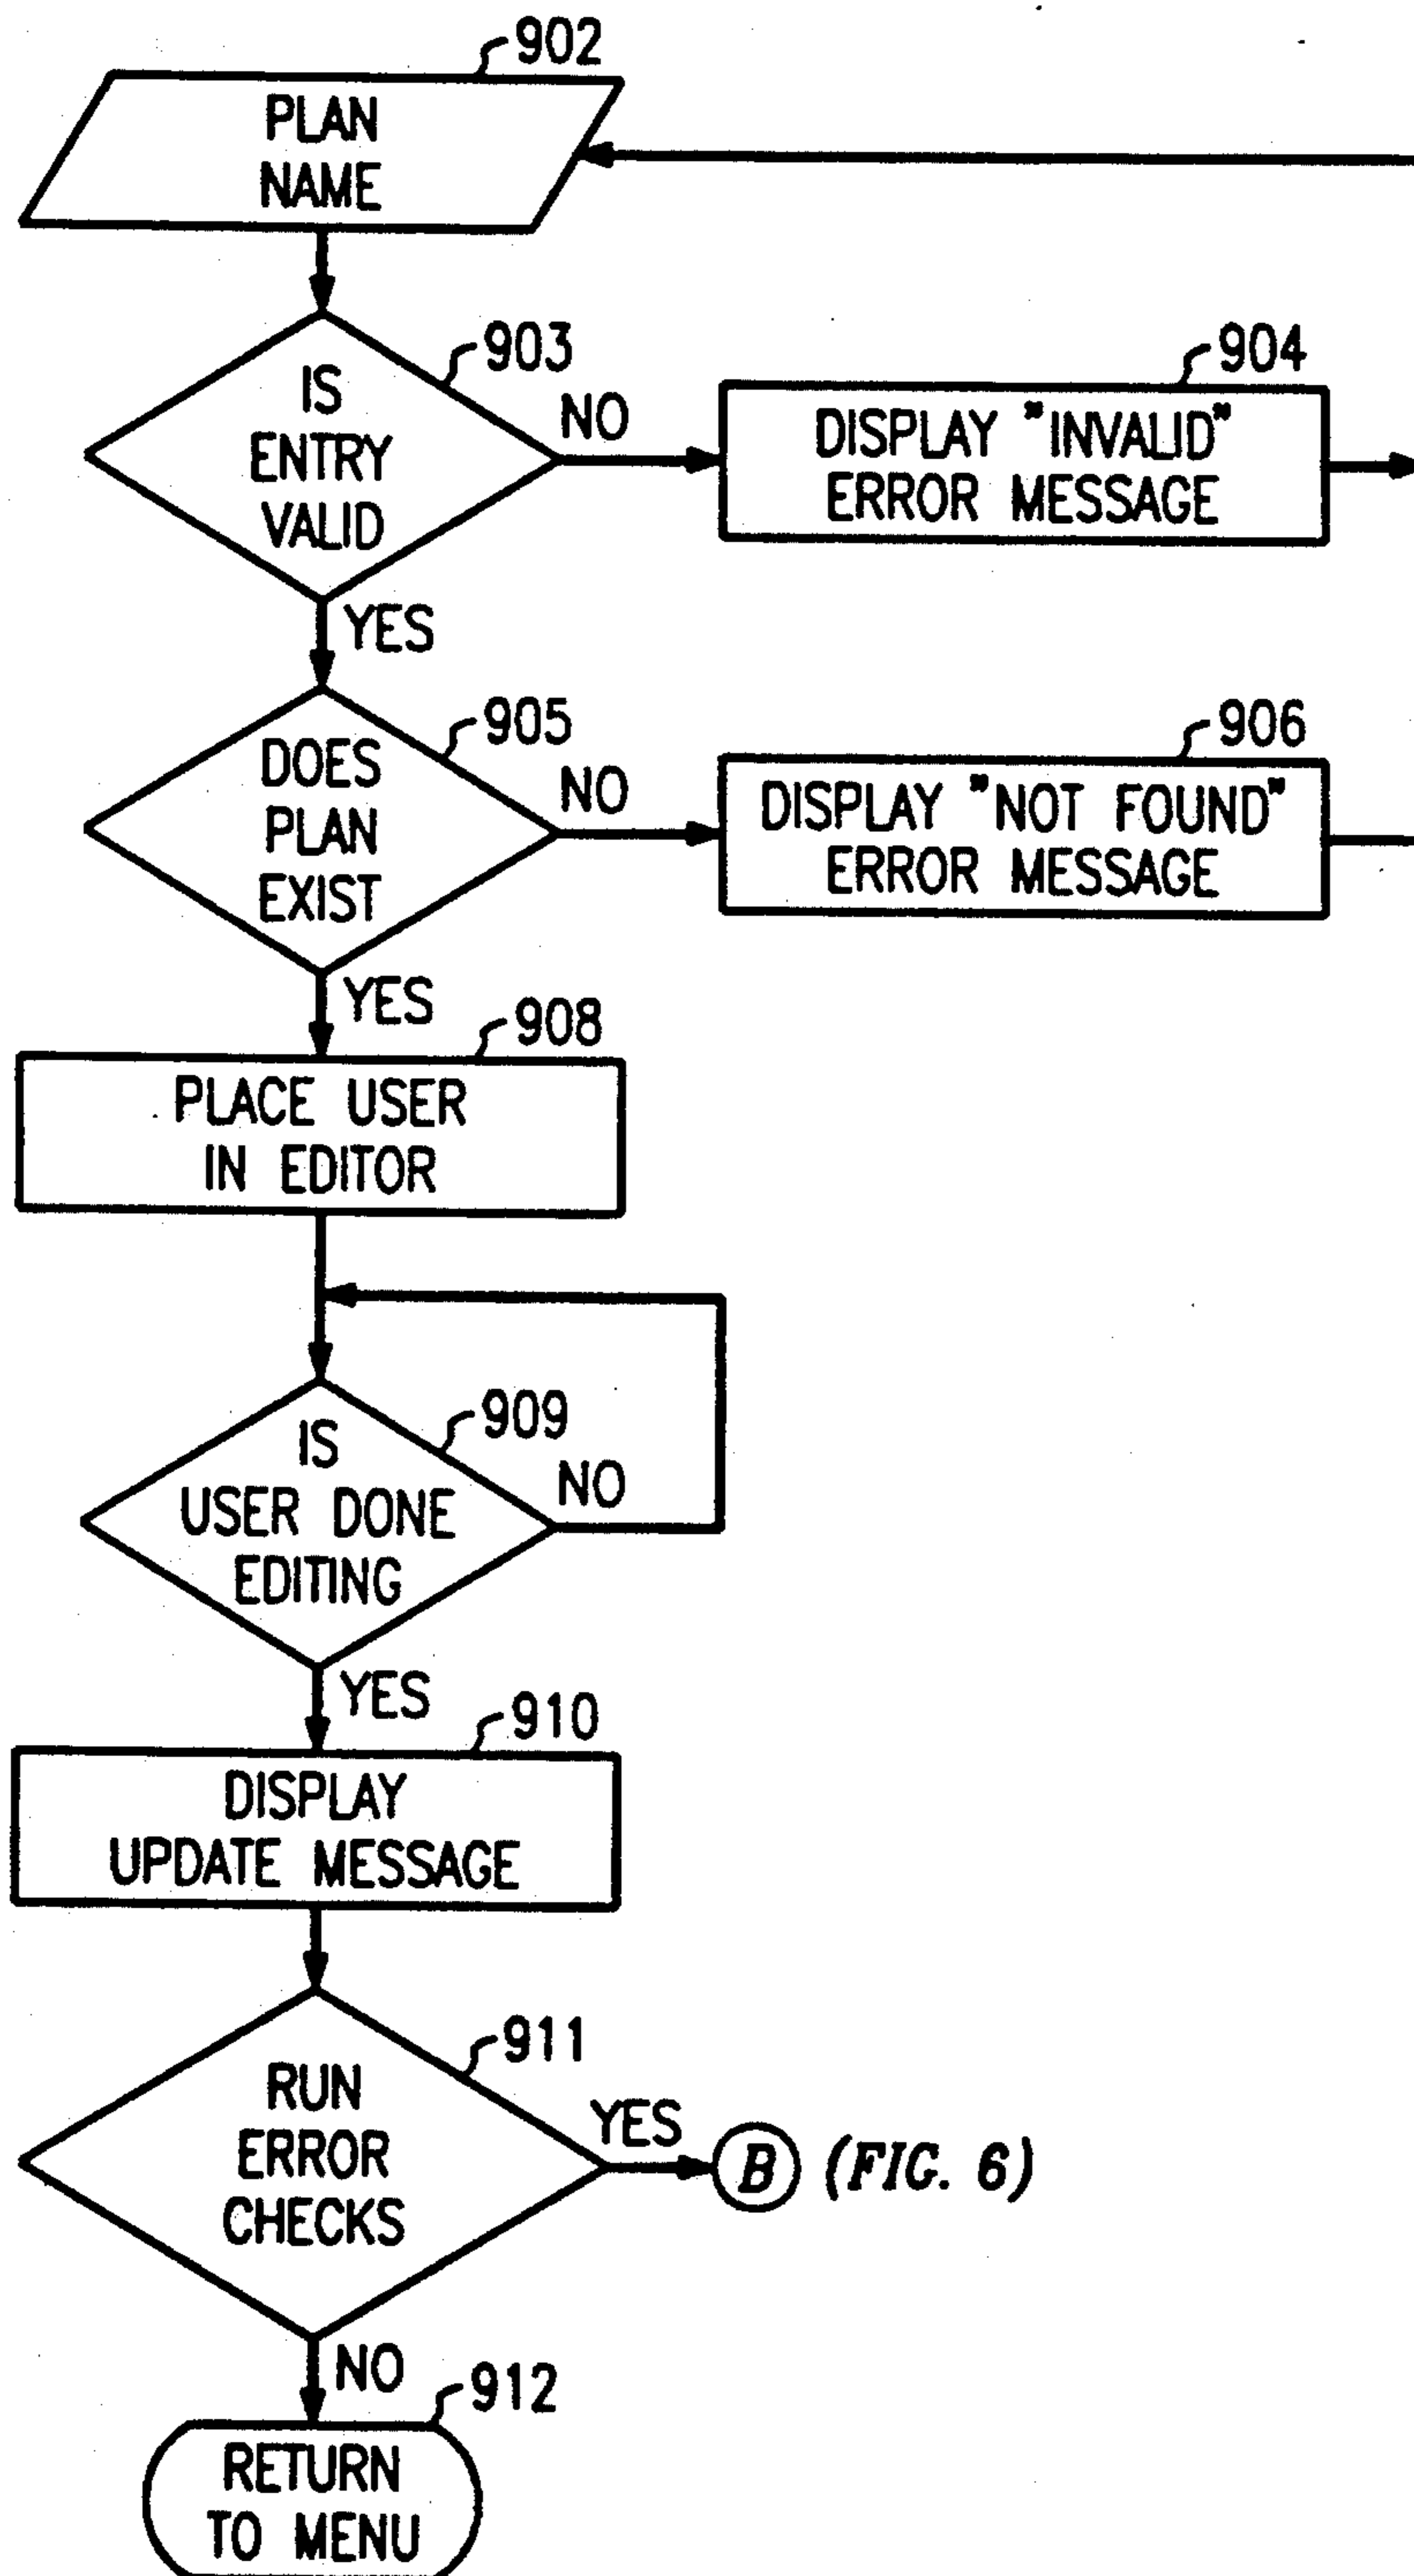 902
PLAN
NAME
903
IS
ENTRY
VALID
NO
904
DISPLAY "INVALID"
ERROR MESSAGE
YES
905
DOES
PLAN
EXIST
NO
906
DISPLAY "NOT FOUND"
ERROR MESSAGE
YES
908
PLACE USER
IN EDITOR
909
IS
USER DONE
EDITING
NO
YES
910
DISPLAY
UPDATE MESSAGE
911
RUN
ERROR
CHECKS
YES
B (FIG. 6)
NO
912
RETURN
TO MENU